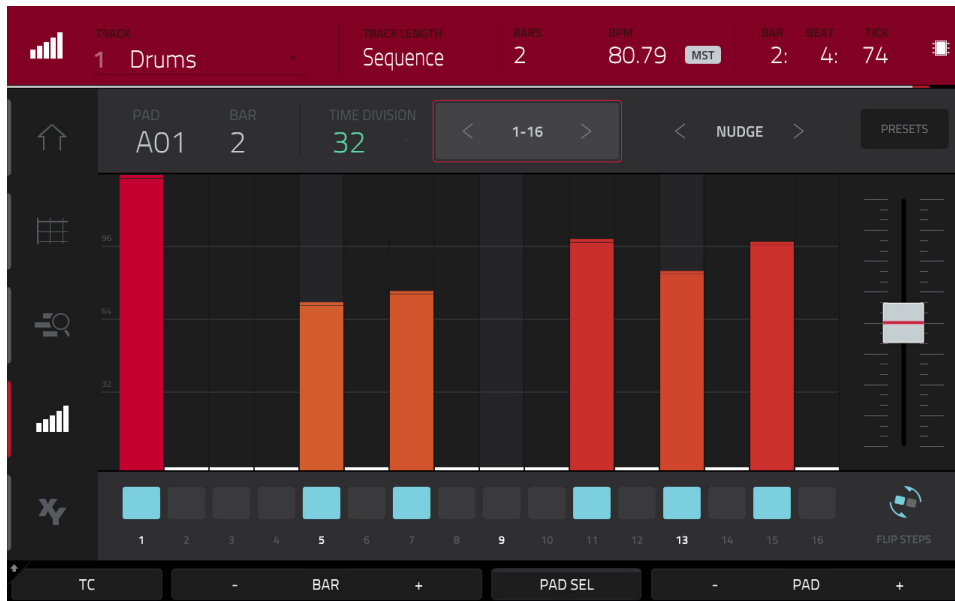 TRACK TRACK LENGTH BARS BPM BAR BEAT TICK
1 Drums Sequence 2 80.79 MST 2: 4: 74
PAD BAR TIME DIVISION
A01 2 32 < 1-16 > < NUDGE > PRESETS
96
64
32
XY
1 2 3 4 5 6 7 8 9 10 11 12 13 14 15 16 FLIP STEPS
TC - BAR + PAD SEL - PAD +